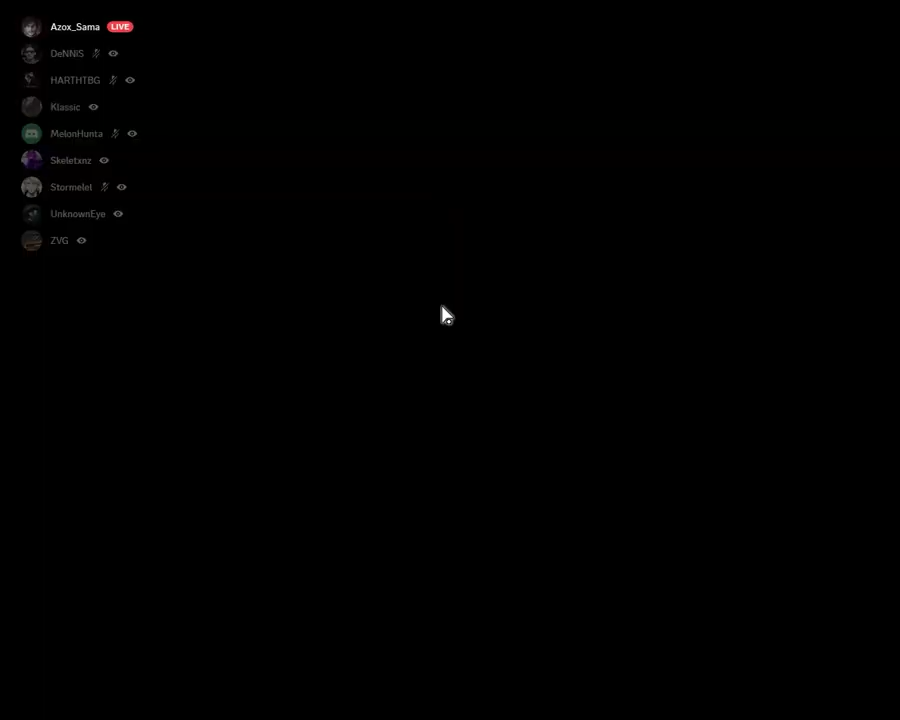 Azox_Sama LIVE
DeNNiS
HARTHTBG
Klassic
MelonHunta
Skeletxnz
Stormelel
UnknownEye
ZVG